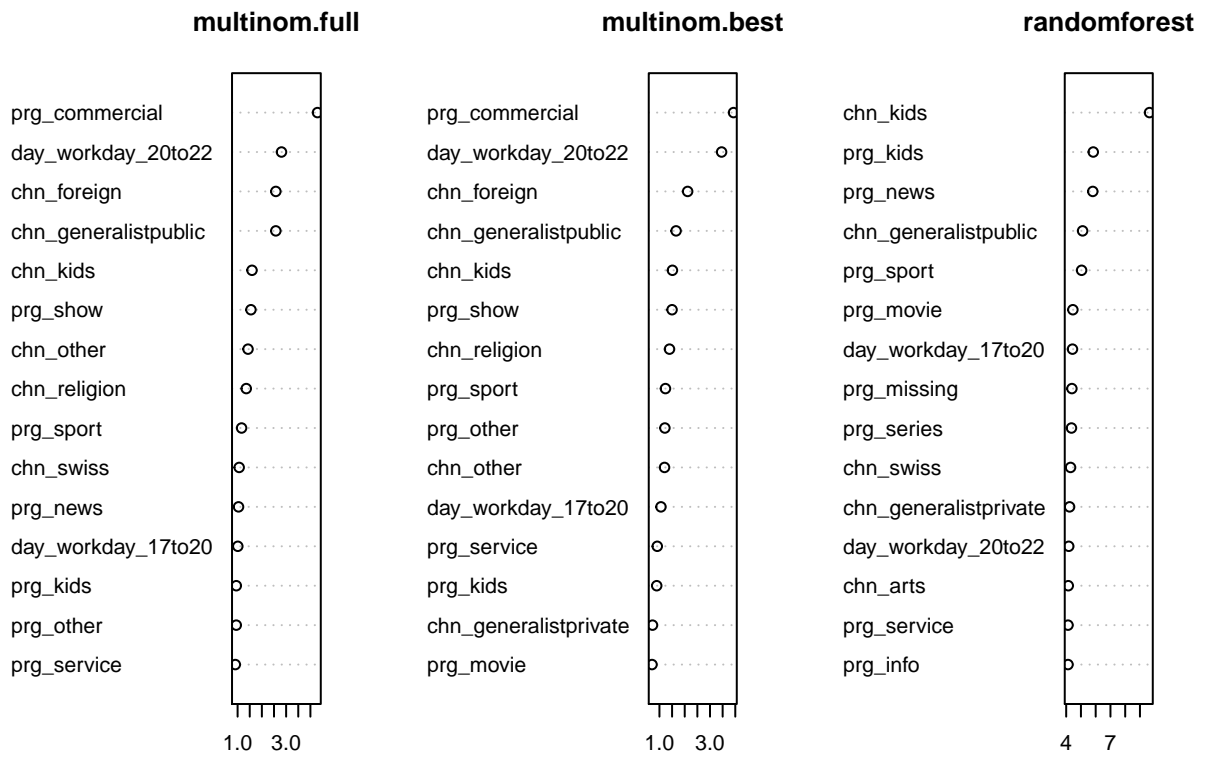 multinom.full
prg_commercial
day_workday_20to22
chn_foreign
chn_generalistpublic
chn_kids
prg_show
chn_other
chn_religion
prg_sport
chn_swiss
prg_news
day_workday_17to20
prg_kids
prg_other
prg_service
1.0 3.0
multinom.best
prg_commercial
day_workday_20to22
chn_foreign
chn_generalistpublic
chn_kids
prg_show
chn_religion
prg_sport
prg_other
chn_other
day_workday_17to20
prg_service
prg_kids
chn_generalistprivate
prg_movie
1.0 3.0
randomforest
chn_kids
prg_kids
prg_news
chn_generalistpublic
prg_sport
prg_movie
day_workday_17to20
prg_missing
prg_series
chn_swiss
chn_generalistprivate
day_workday_20to22
chn_arts
prg_service
prg_info
4 7